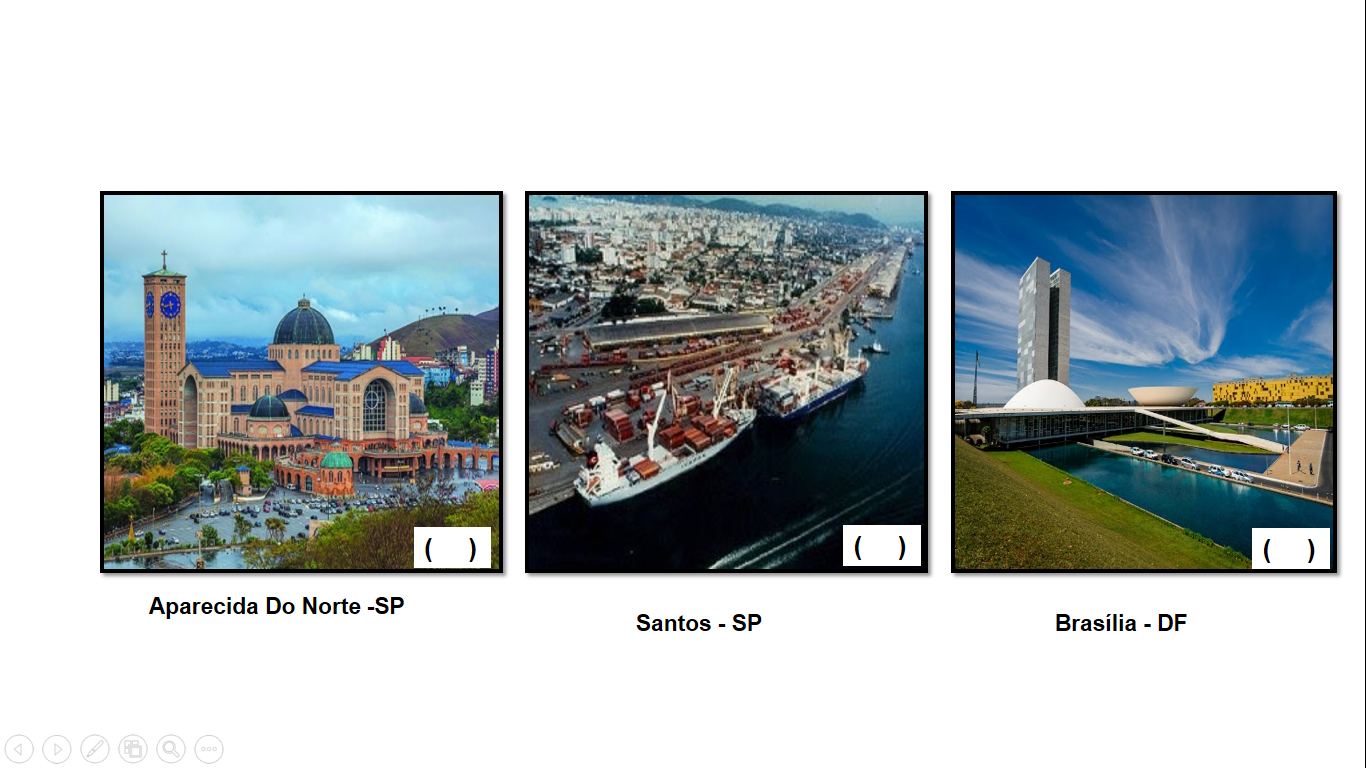 (    )
(    )
(    )
Aparecida Do Norte -SP
Santos - SP
Brasília - DF